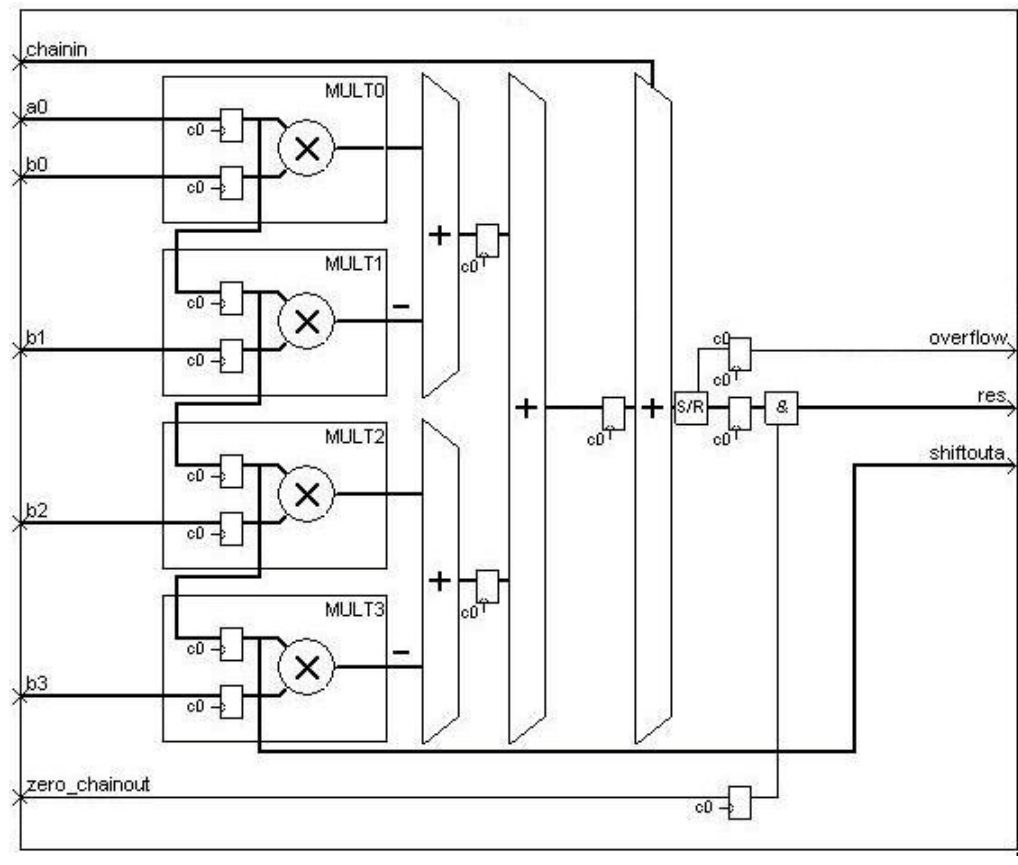 chainin
MULT0
a0
c0
b0
c0
+
c0
MULT1
c0
−
b1
c0
c0
overflow
c0
res
+
c0
+
S/R
c0
&
MULT2
shiftouta
c0
b2
c0
+
c0
MULT3
c0
−
b3
c0
zero_chainout
c0